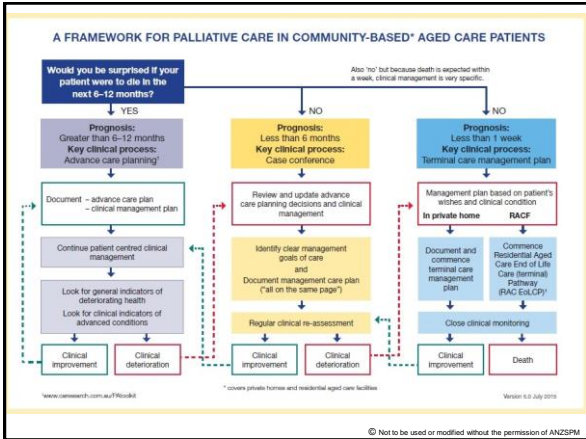 A FRAMEWORK FOR PALLIATIVE CARE IN COMMUNITY-BASED* AGED CARE PATIENTS
Would you be surprised if your
patient were to die in the
next 6–12 months?
Also 'no' but because death is expected within
a week, clinical management is very specific.
YES
NO
NO
Prognosis:
Greater than 6–12 months
Key clinical process:
Advance care planning†
Prognosis:
Less than 6 months
Key clinical process:
Case conference
Prognosis:
Less than 1 week
Key clinical process:
Terminal care management plan
Document – advance care plan
– clinical management plan
Continue patient centred clinical
management
Look for general indicators of
deteriorating health
Look for clinical indicators of
advanced conditions
Clinical
improvement
Clinical
deterioration
Review and update advance
care planning decisions and clinical
management
Identify clear management
goals of care
and
Document management care plan
("all on the same page")
Regular clinical re-assessment
Clinical
improvement
Clinical
deterioration
Management plan based on patient's
wishes and clinical condition
In private home
RACF
Document and
commence
terminal care
management
plan
Commence
Residential Aged
Care End of Life
Care (terminal)
Pathway
(RAC EoLCP)†
Close clinical monitoring
Clinical
improvement
Death
* covers private homes and residential aged care facilities
Version 5.0 July 2015
© Not to be used or modified without the permission of ANZSPM